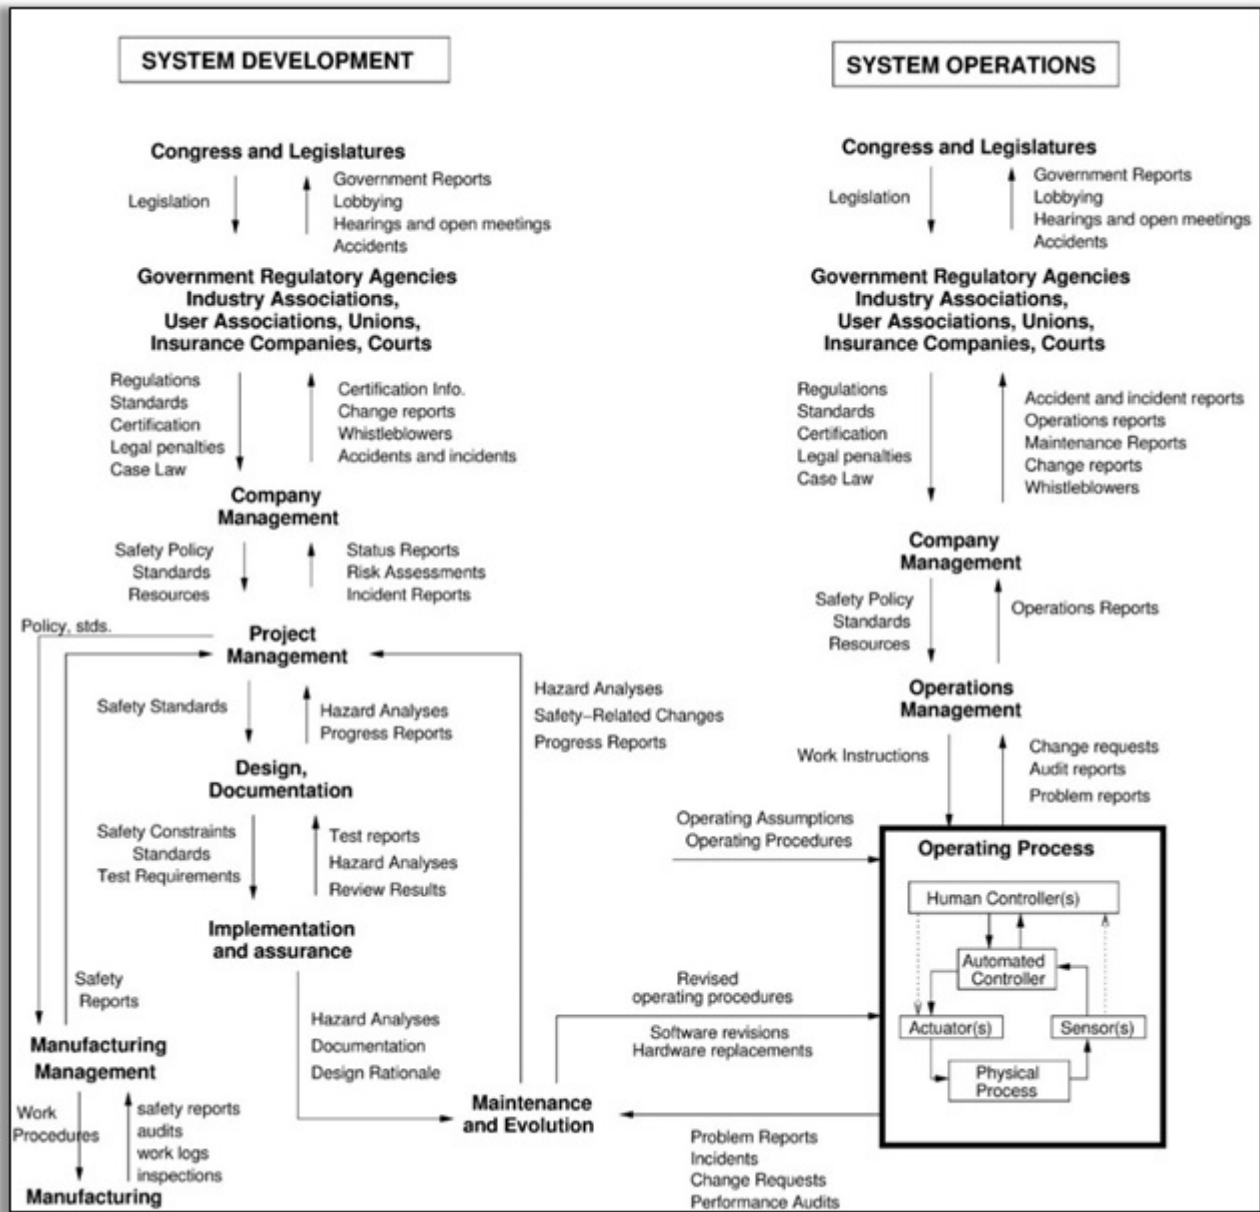 SYSTEM DEVELOPMENT
Congress and Legislatures
Legislation
Government Reports
Lobbying
Hearings and open meetings
Accidents
Government Regulatory Agencies
Industry Associations,
User Associations, Unions,
Insurance Companies, Courts
Regulations
Standards
Certification
Legal penalties
Case Law
Certification Info.
Change reports
Whistleblowers
Accidents and incidents
Company
Management
Safety Policy
Standards
Resources
Status Reports
Risk Assessments
Incident Reports
Policy, stds.
Project
Management
Safety Standards
Hazard Analyses
Progress Reports
Hazard Analyses
Safety-Related Changes
Progress Reports
Design,
Documentation
Safety Constraints
Standards
Test Requirements
Test reports
Hazard Analyses
Review Results
Implementation
and assurance
Safety
Reports
Hazard Analyses
Documentation
Design Rationale
Manufacturing
Management
Work
Procedures
safety reports
audits
work logs
inspections
Manufacturing
Maintenance
and Evolution
SYSTEM OPERATIONS
Congress and Legislatures
Legislation
Government Reports
Lobbying
Hearings and open meetings
Accidents
Government Regulatory Agencies
Industry Associations,
User Associations, Unions,
Insurance Companies, Courts
Regulations
Standards
Certification
Legal penalties
Case Law
Accident and incident reports
Operations reports
Maintenance Reports
Change reports
Whistleblowers
Company
Management
Safety Policy
Standards
Resources
Operations Reports
Operations
Management
Work Instructions
Change requests
Audit reports
Problem reports
Operating Assumptions
Operating Procedures
Operating Process
Human Controller(s)
Automated
Controller
Actuator(s)
Sensor(s)
Physical
Process
Revised
operating procedures
Software revisions
Hardware replacements
Problem Reports
Incidents
Change Requests
Performance Audits